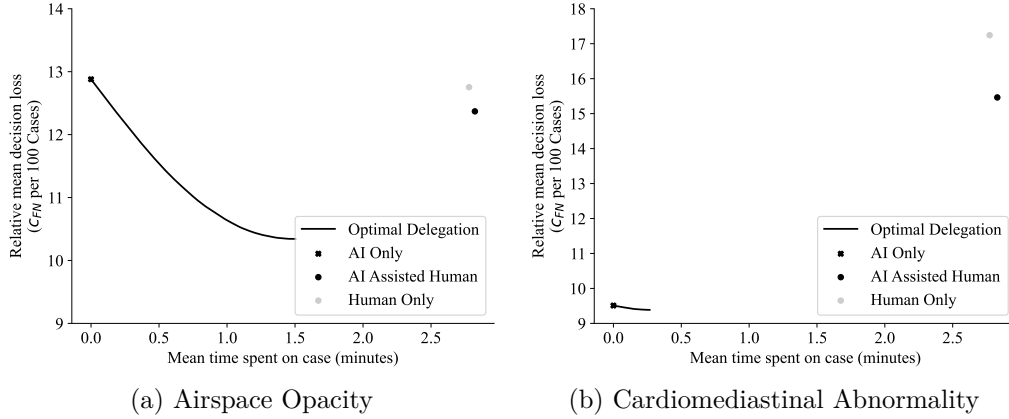 Relative mean decision loss
(c_FN per 100 Cases)
14
13
12
11
10
9
0.0 0.5 1.0 1.5 2.0 2.5
Mean time spent on case (minutes)
Optimal Delegation
AI Only
AI Assisted Human
Human Only
(a) Airspace Opacity
Relative mean decision loss
(c_FN per 100 Cases)
18
17
16
15
14
13
12
11
10
9
0.0 0.5 1.0 1.5 2.0 2.5
Mean time spent on case (minutes)
Optimal Delegation
AI Only
AI Assisted Human
Human Only
(b) Cardiomediastinal Abnormality